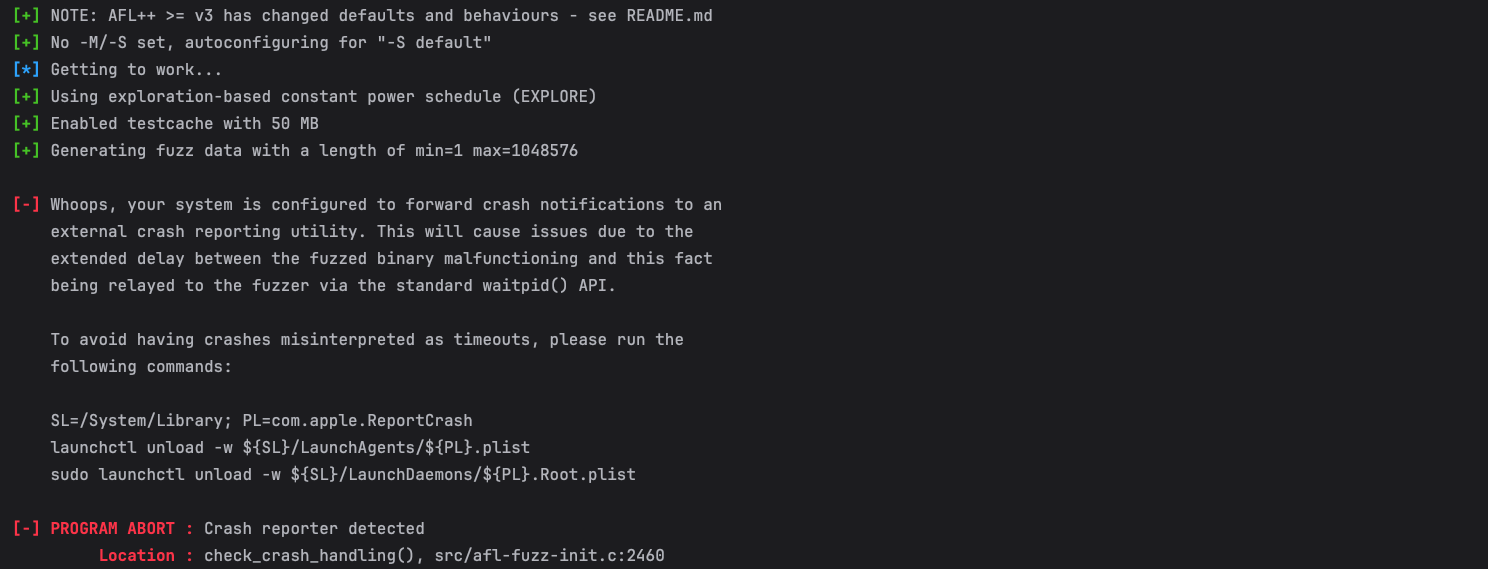 [+] NOTE: AFL++ >= v3 has changed defaults and behaviours - see README.md
[+] No -M/-S set, autoconfiguring for "-S default"
[*] Getting to work...
[+] Using exploration-based constant power schedule (EXPLORE)
[+] Enabled testcache with 50 MB
[+] Generating fuzz data with a length of min=1 max=1048576
[-] Whoops, your system is configured to forward crash notifications to an
external crash reporting utility. This will cause issues due to the
extended delay between the fuzzed binary malfunctioning and this fact
being relayed to the fuzzer via the standard waitpid() API.
To avoid having crashes misinterpreted as timeouts, please run the
following commands:
SL=/System/Library; PL=com.apple.ReportCrash
launchctl unload -w ${SL}/LaunchAgents/${PL}.plist
sudo launchctl unload -w ${SL}/LaunchDaemons/${PL}.Root.plist
[-] PROGRAM ABORT : Crash reporter detected
Location : check_crash_handling(), src/afl-fuzz-init.c:2460